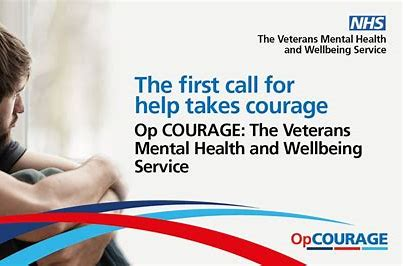 NHS
The Veterans Mental Health
and Wellbeing Service
The first call for
help takes courage
Op COURAGE: The Veterans
Mental Health and Wellbeing
Service
OpCOURAGE